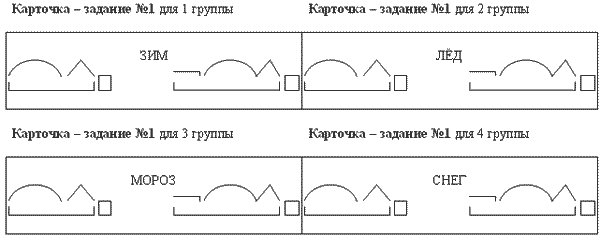 Карточка – задание №1 для 1 группы
Карточка – задание №1 для 2 группы
ЗИМ
ЛЁД
Карточка – задание №1 для 3 группы
Карточка – задание №1 для 4 группы
МОРОЗ
СНЕГ